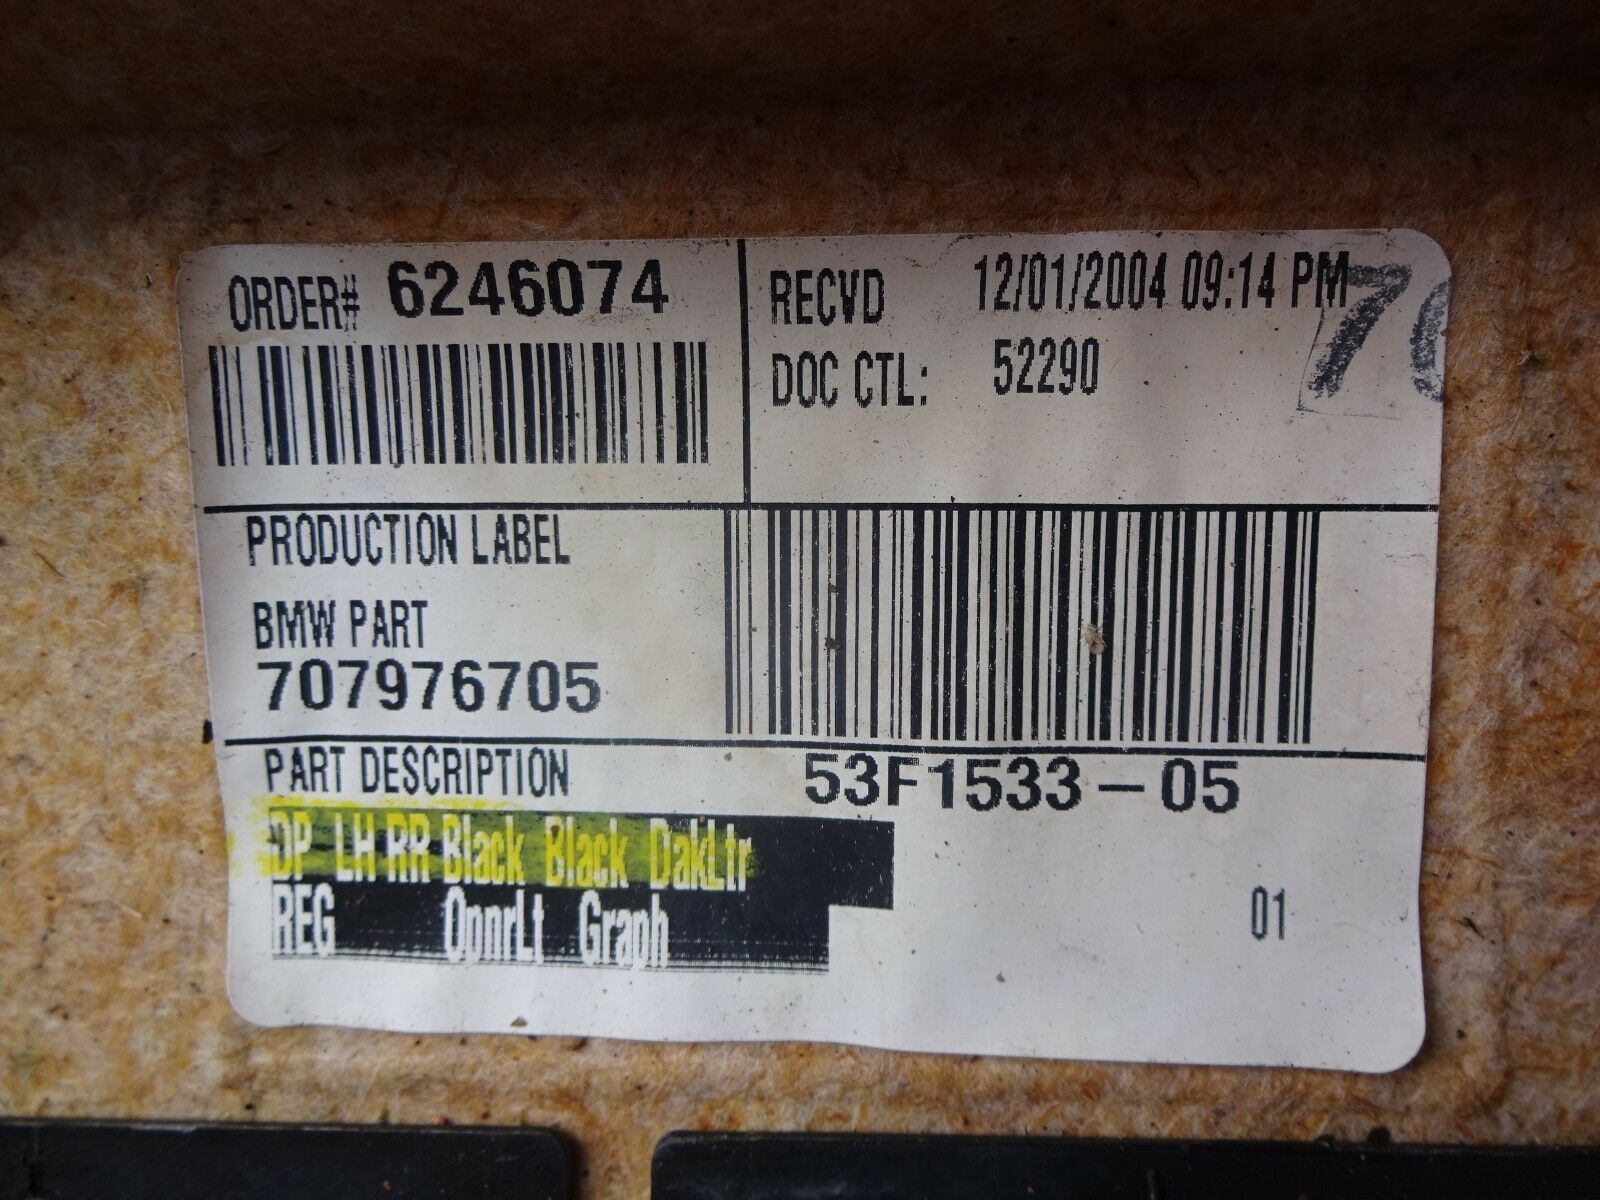 ORDER# 6246074
RECVD 12/01/2004 09:14 PM
DOC CTL: 52290
PRODUCTION LABEL
BMW PART
707976705
PART DESCRIPTION 53F1533-05
DP LH RR Black Black DakLtr
REG OpnrLt Graph
01